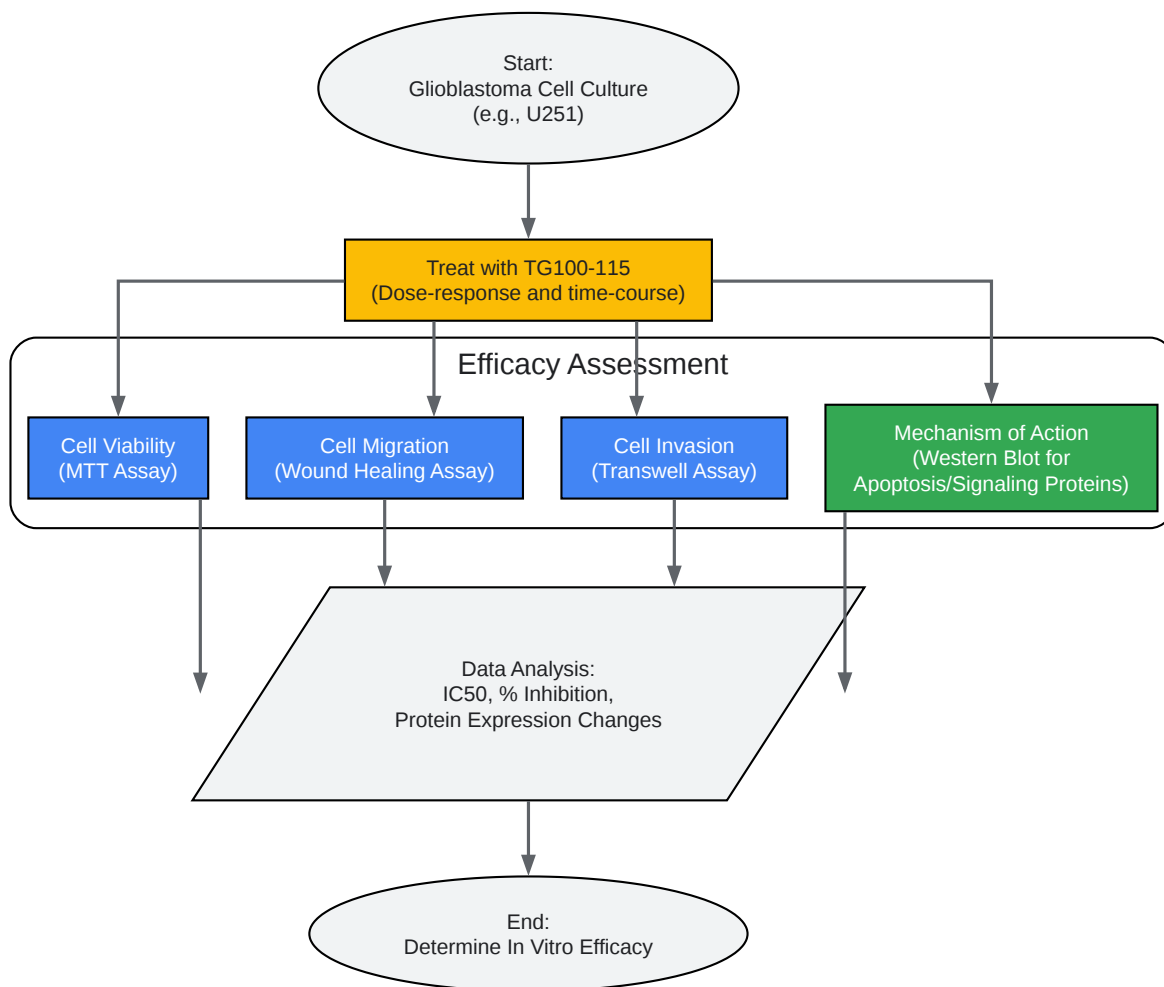 Start:
Glioblastoma Cell Culture
(e.g., U251)
Treat with TG100-115
(Dose-response and time-course)
Efficacy Assessment
Cell Viability
(MTT Assay)
Cell Migration
(Wound Healing Assay)
Cell Invasion
(Transwell Assay)
Mechanism of Action
(Western Blot for
Apoptosis/Signaling Proteins)
Data Analysis:
IC50, % Inhibition,
Protein Expression Changes
End:
Determine In Vitro Efficacy